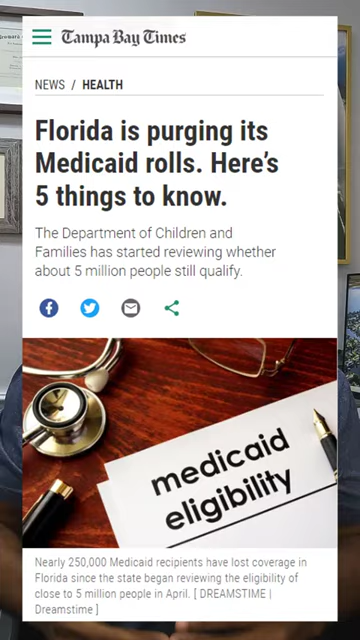 Tampa Bay Times
NEWS / HEALTH
Florida is purging its
Medicaid rolls. Here’s
5 things to know.
The Department of Children and
Families has started reviewing whether
about 5 million people still qualify.
medicaid
eligibility
Nearly 250,000 Medicaid recipients have lost coverage in
Florida since the state began reviewing the eligibility of
close to 5 million people in April. [ DREAMSTIME |
Dreamstime ]